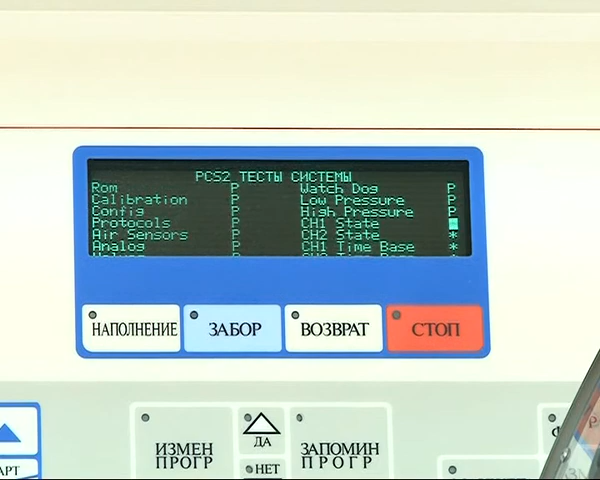 PCS2 ТЕСТЫ СИСТЕМЫ
Rom P Watch Dog P
Calibration P Low Pressure P
Config P High Pressure P
Protocols P CH1 State
Air Sensors P CH2 State *
Analog P CH1 Time Base *
НАПОЛНЕНИЕ ЗАБОР ВОЗВРАТ СТОП
ИЗМЕН ПРОГР
ДА
НЕТ
ЗАПОМИН ПРОГР